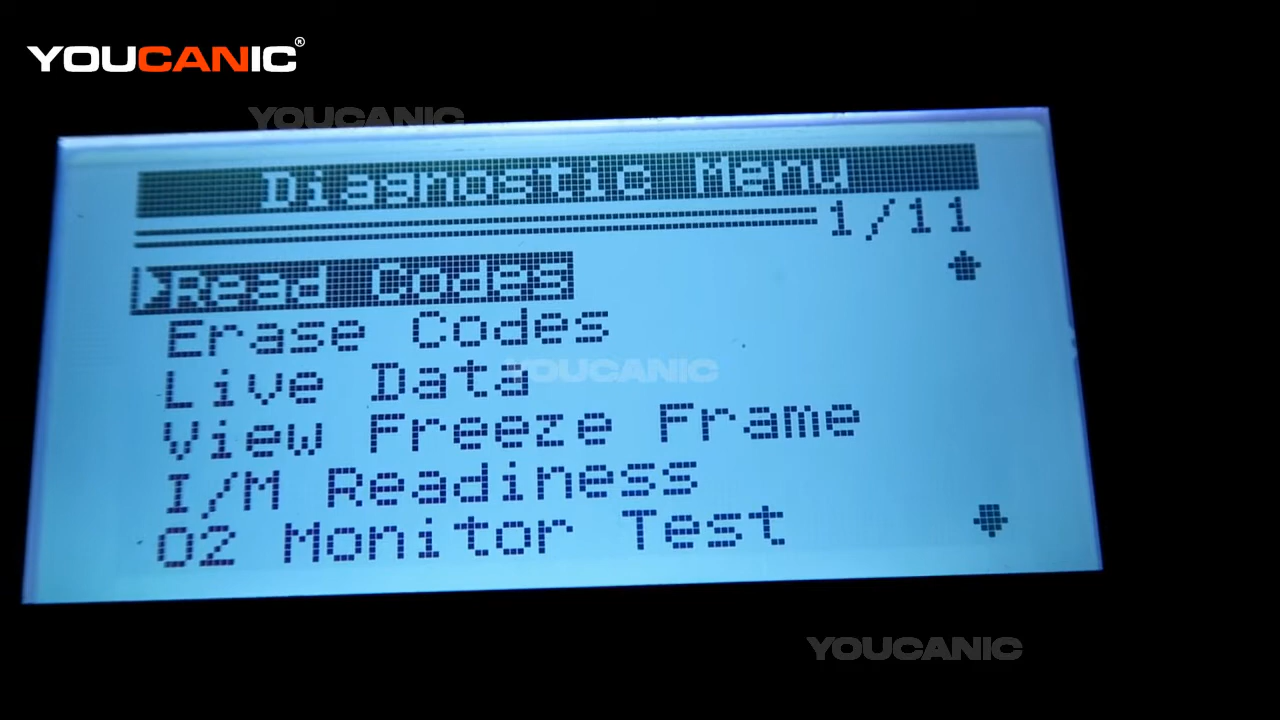 YOUCANIC®
YOUCANIC
Diagnostic Menu
1/11
Read Codes
Erase Codes
Live Data
YOUCANIC
View Freeze Frame
I/M Readiness
O2 Monitor Test
YOUCANIC